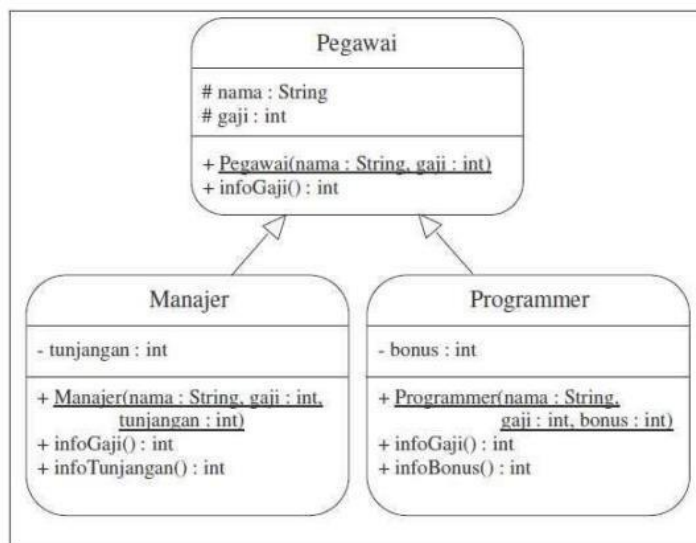 Pegawai
# nama : String
# gaji : int
+ Pegawai(nama : String, gaji : int)
+ infoGaji() : int
Manajer
- tunjangan : int
+ Manajer(nama : String, gaji : int,
tunjangan : int)
+ infoGaji() : int
+ infoTunjangan() : int
Programmer
- bonus : int
+ Programmer(nama : String,
gaji : int, bonus : int)
+ infoGaji() : int
+ infoBonus() : int